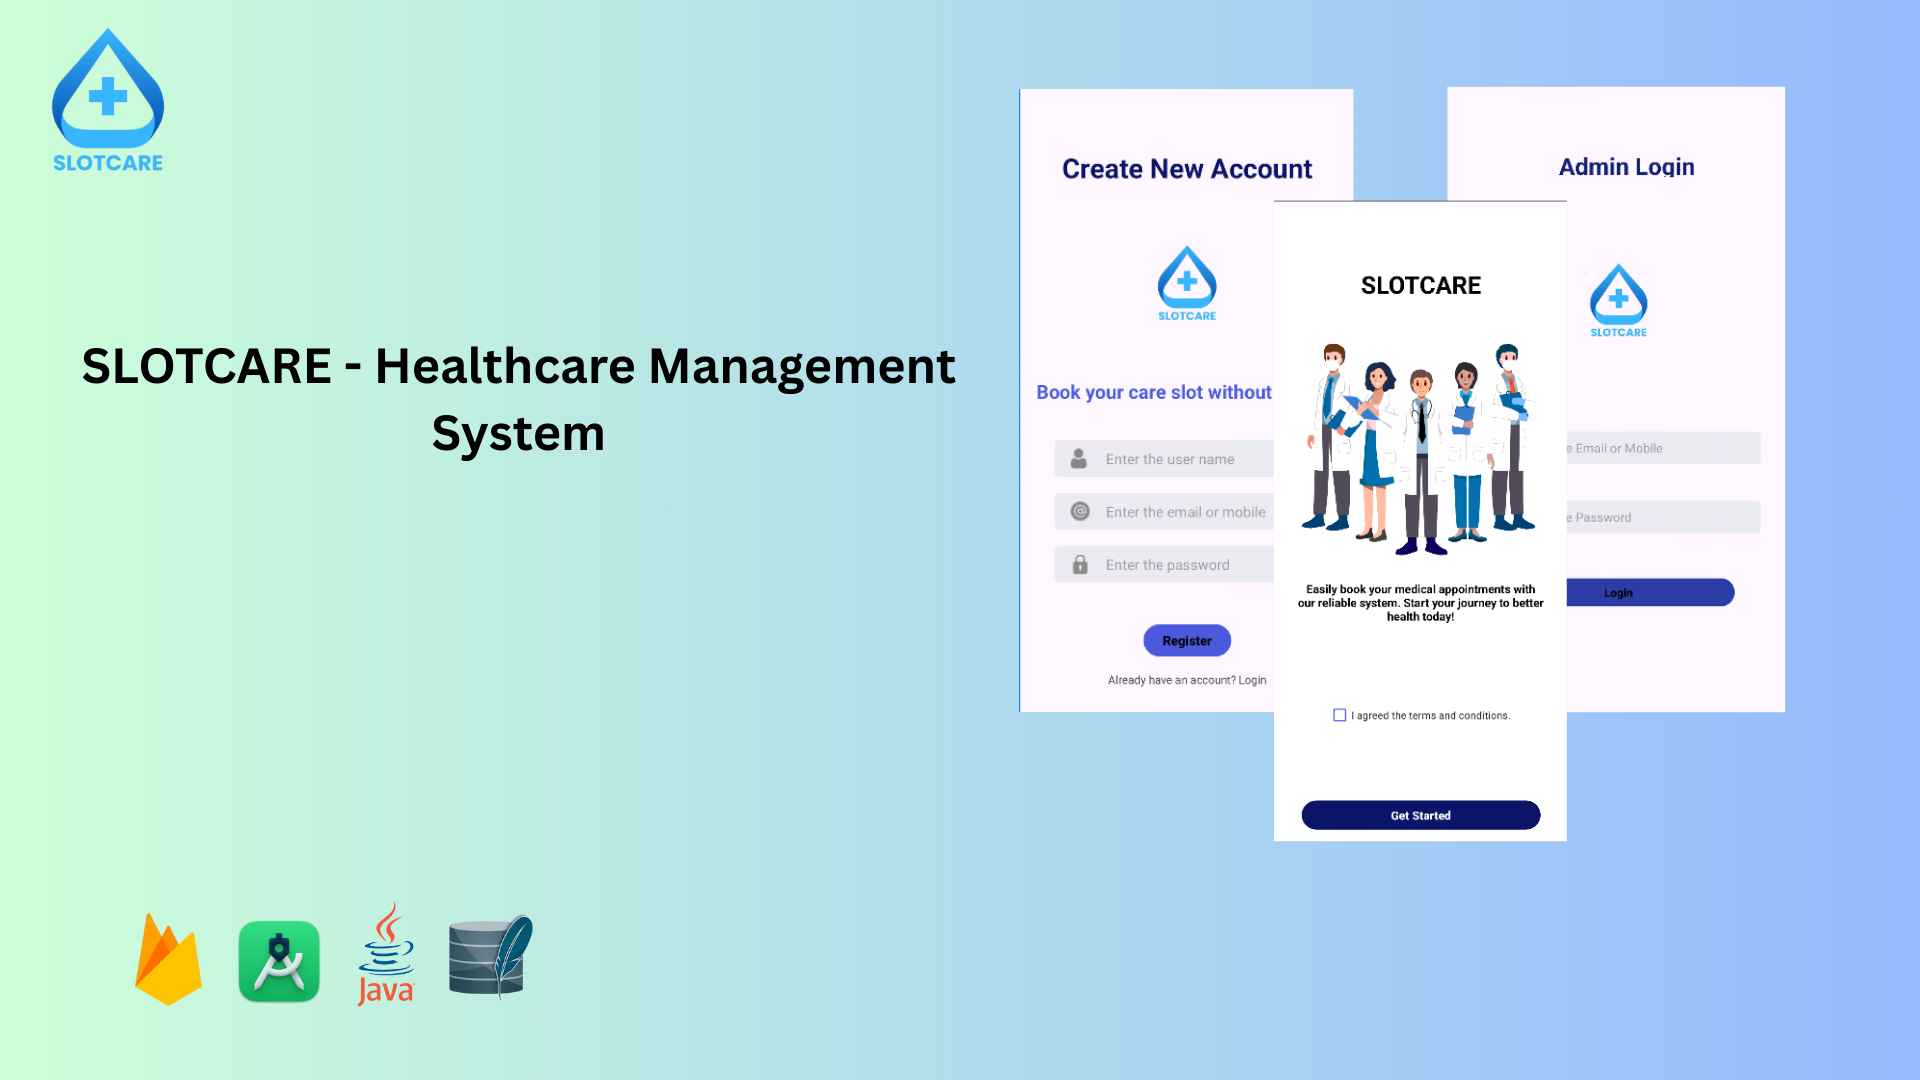 SLOTCARE
SLOTCARE - Healthcare Management
System
Create New Account
SLOTCARE
Book your care slot without
Enter the user name
Enter the email or mobile
Enter the password
Register
Already have an account? Login
SLOTCARE
Easily book your medical appointments with
our reliable system. Start your journey to better
health today!
I agreed the terms and conditions.
Get Started
Admin Login
SLOTCARE
e Email or Mobile
e Password
Login
Java